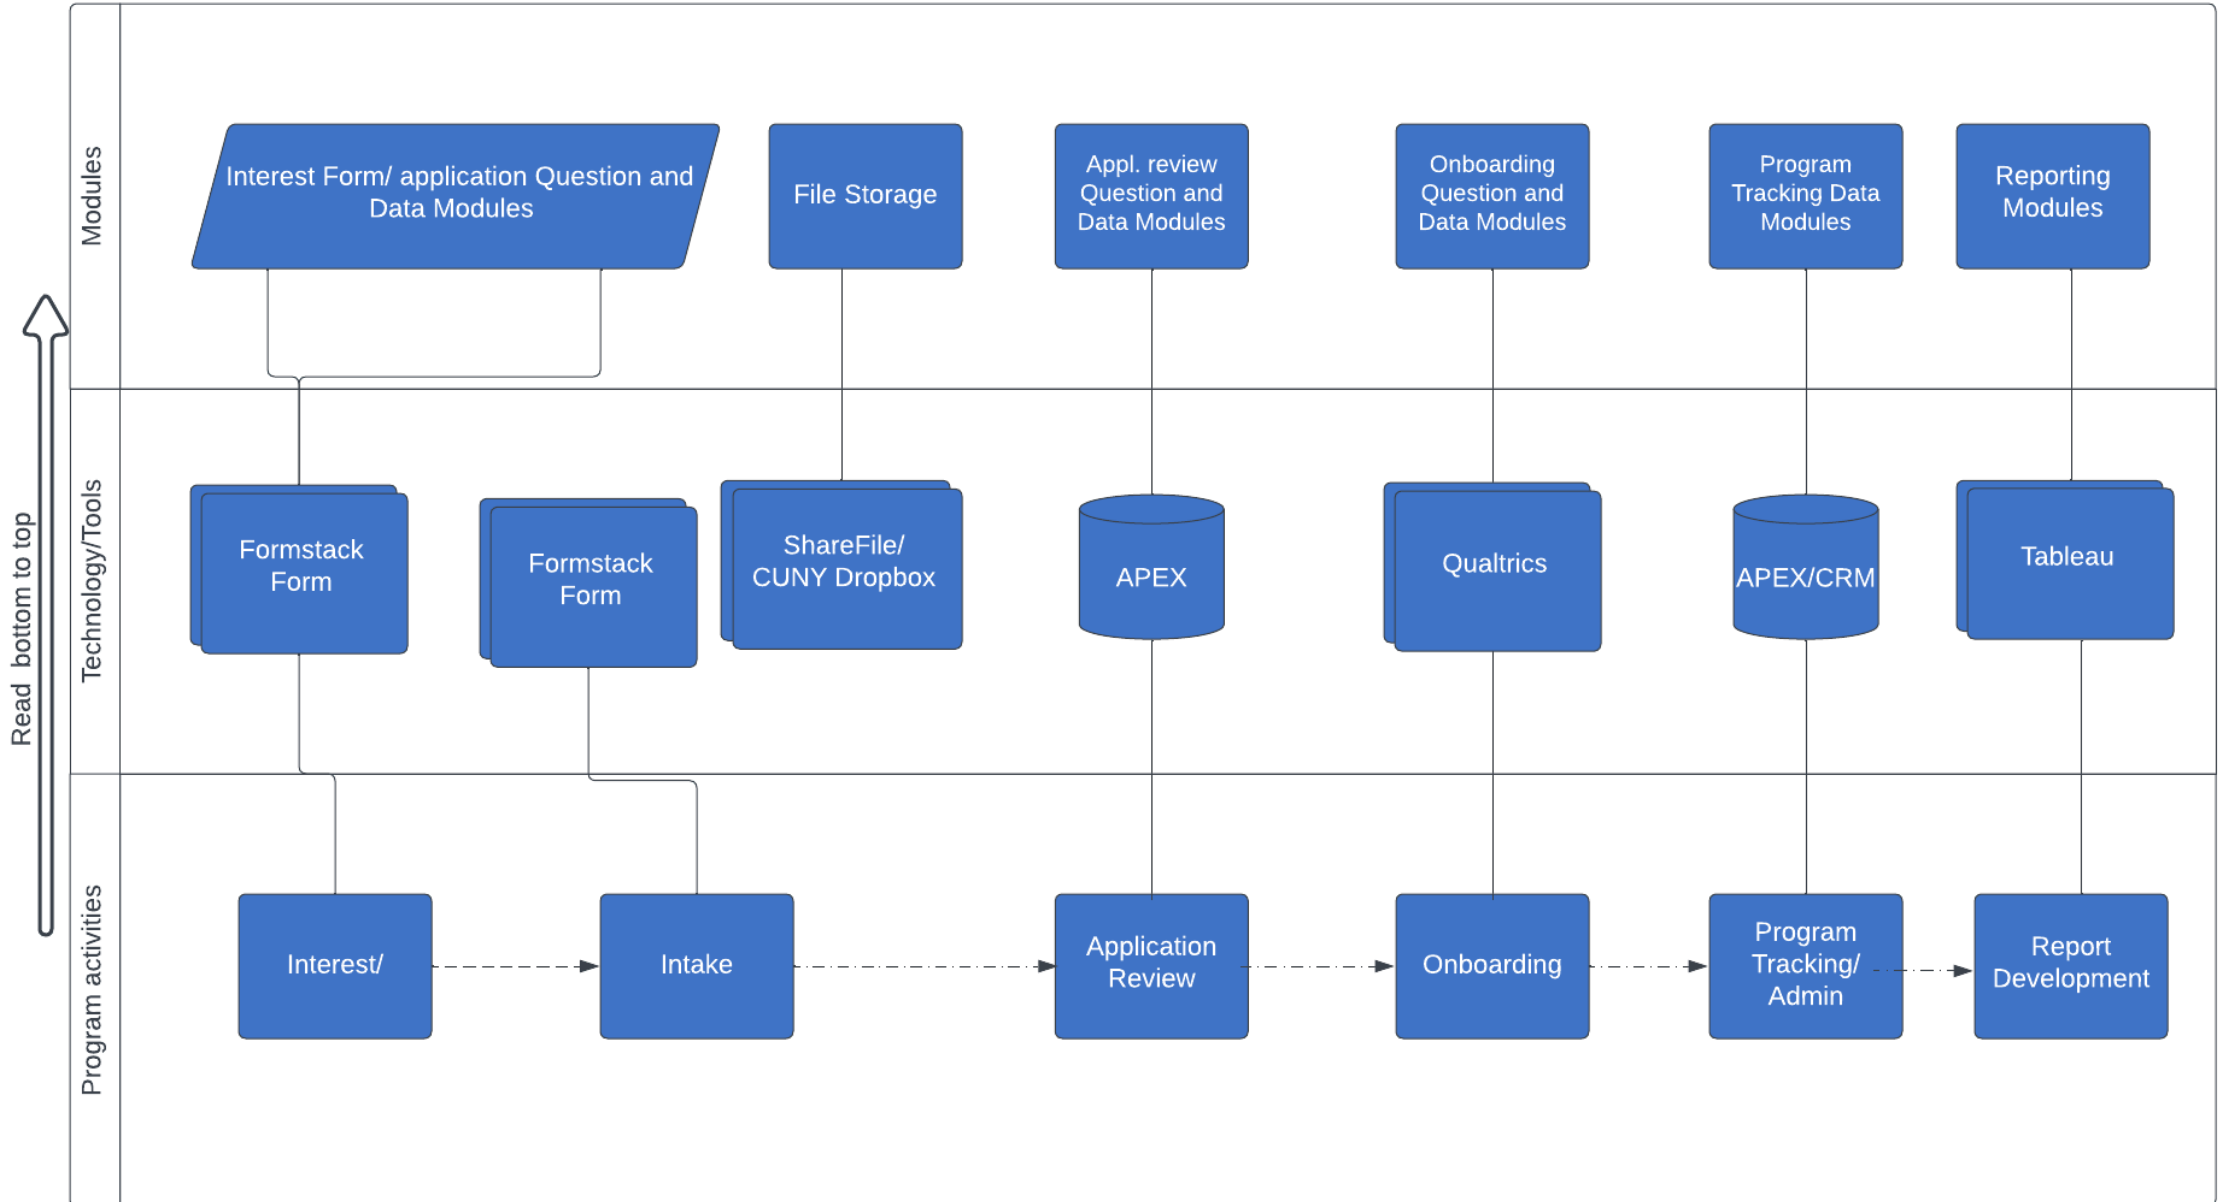 Modules
Interest Form/ application Question and
Data Modules
File Storage
Appl. review
Question and
Data Modules
Onboarding
Question and
Data Modules
Program
Tracking Data
Modules
Reporting
Modules
Read bottom to top
Technology/Tools
Formstack
Form
Formstack
Form
ShareFile/
CUNY Dropbox
APEX
Qualtrics
APEX/CRM
Tableau
Program activities
Interest/
Intake
Application
Review
Onboarding
Program
Tracking/
Admin
Report
Development